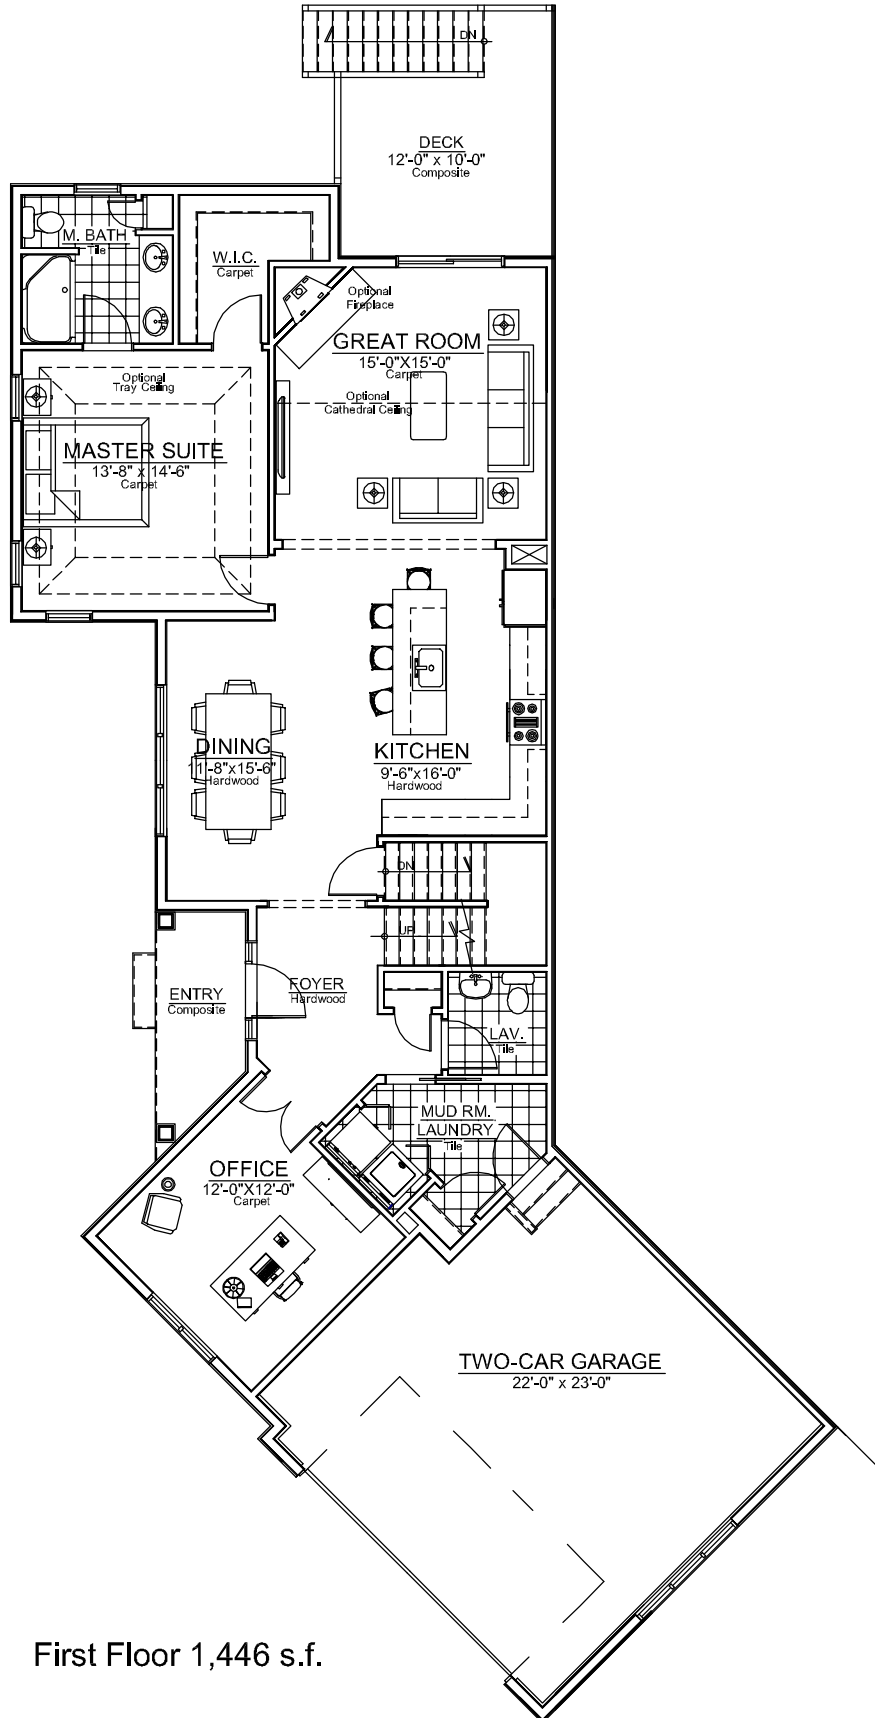 DN
DECK
12'-0" x 10'-0"
Composite
M. BATH
Tile
W.I.C.
Carpet
Optional
Fireplace
GREAT ROOM
15'-0"X15'-0"
Carpet
Optional
Cathedral Ceiling
Optional
Tray Ceiling
MASTER SUITE
13'-8" x 14'-6"
Carpet
DINING
11'-8"x15'-6"
Hardwood
KITCHEN
9'-6"x16'-0"
Hardwood
DN
UP
ENTRY
Composite
FOYER
Hardwood
LAV.
Tile
MUD RM.
LAUNDRY
Tile
OFFICE
12'-0"X12'-0"
Carpet
TWO-CAR GARAGE
22'-0" x 23'-0"
First Floor 1,446 s.f.